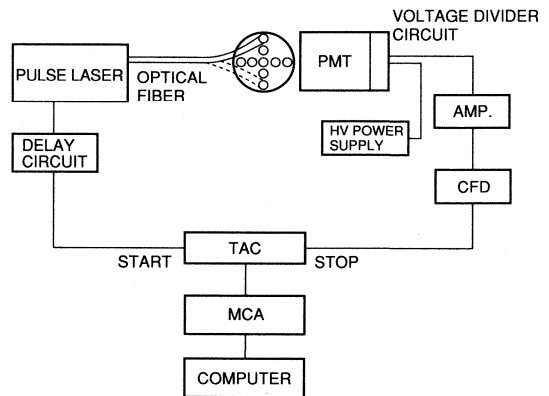 VOLTAGE DIVIDER
CIRCUIT
PULSE LASER
OPTICAL
FIBER
PMT
AMP.
HV POWER
SUPPLY
DELAY
CIRCUIT
CFD
START
TAC
STOP
MCA
COMPUTER